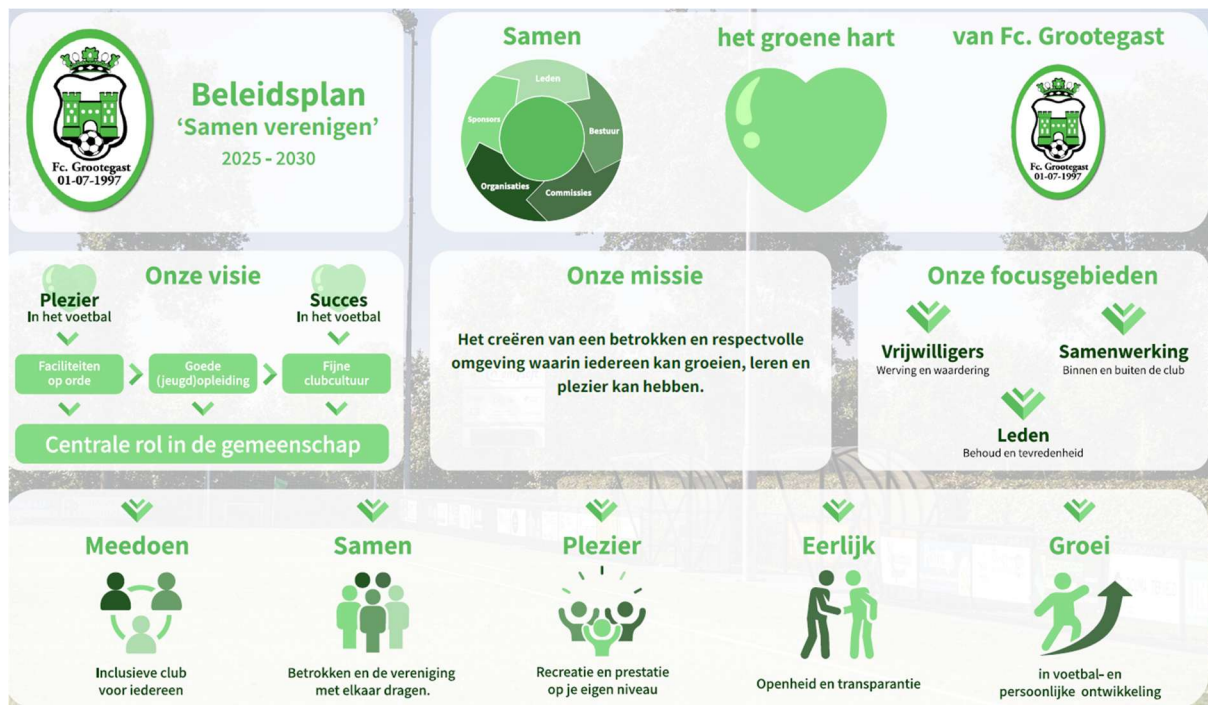 Fc. Grootegast
01-07-1997
Beleidsplan
‘Samen verenigen’
2025 - 2030
Samen
Leden
Bestuur
Commissies
Organisaties
Sponsors
het groene hart
van Fc. Grootegast
Fc. Grootegast
01-07-1997
Onze visie
Plezier
In het voetbal
Succes
In het voetbal
Faciliteiten
op orde
Goede
(jeugd)opleiding
Fijne
clubcultuur
Centrale rol in de gemeenschap
Onze missie
Het creëren van een betrokken en respectvolle
omgeving waarin iedereen kan groeien, leren en
plezier kan hebben.
Onze focusgebieden
Vrijwilligers
Werving en waardering
Samenwerking
Binnen en buiten de club
Leden
Behoud en tevredenheid
Meedoen
Inclusieve club
voor iedereen
Samen
Betrokken en de vereniging
met elkaar dragen.
Plezier
Recreatie en prestatie
op je eigen niveau
Eerlijk
Openheid en transparantie
Groei
in voetbal- en
persoonlijke ontwikkeling